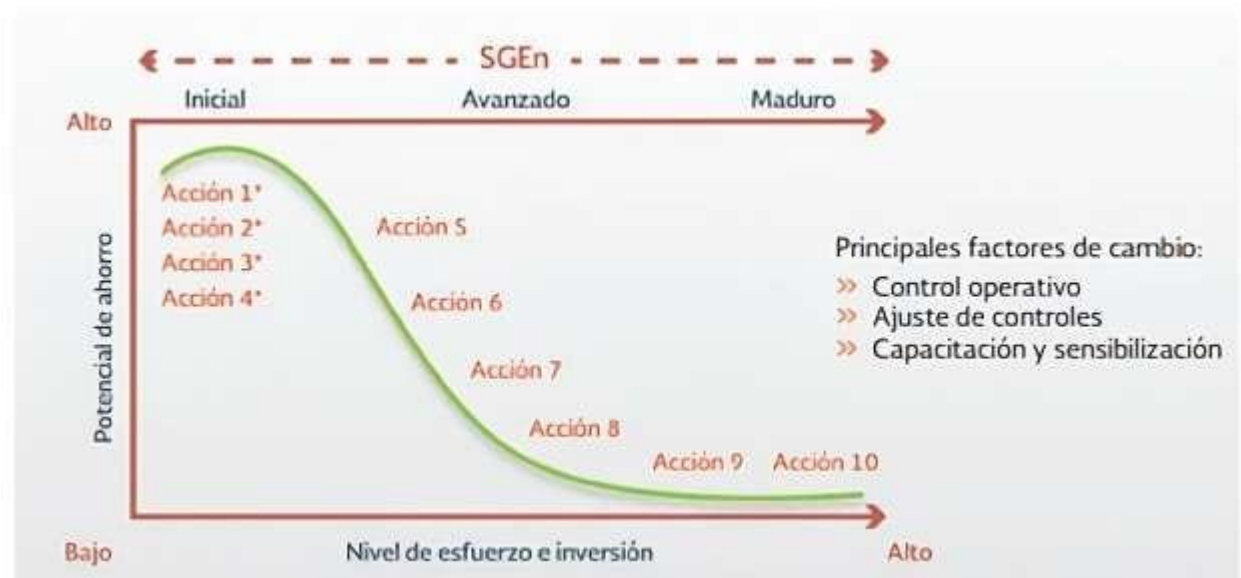 SGEn
Inicial Avanzado Maduro
Alto
Potencial de ahorro
Acción 1*
Acción 2*
Acción 3*
Acción 4*
Acción 5
Acción 6
Acción 7
Acción 8
Acción 9 Acción 10
Principales factores de cambio:
>> Control operativo
>> Ajuste de controles
>> Capacitación y sensibilización
Bajo Nivel de esfuerzo e inversión Alto